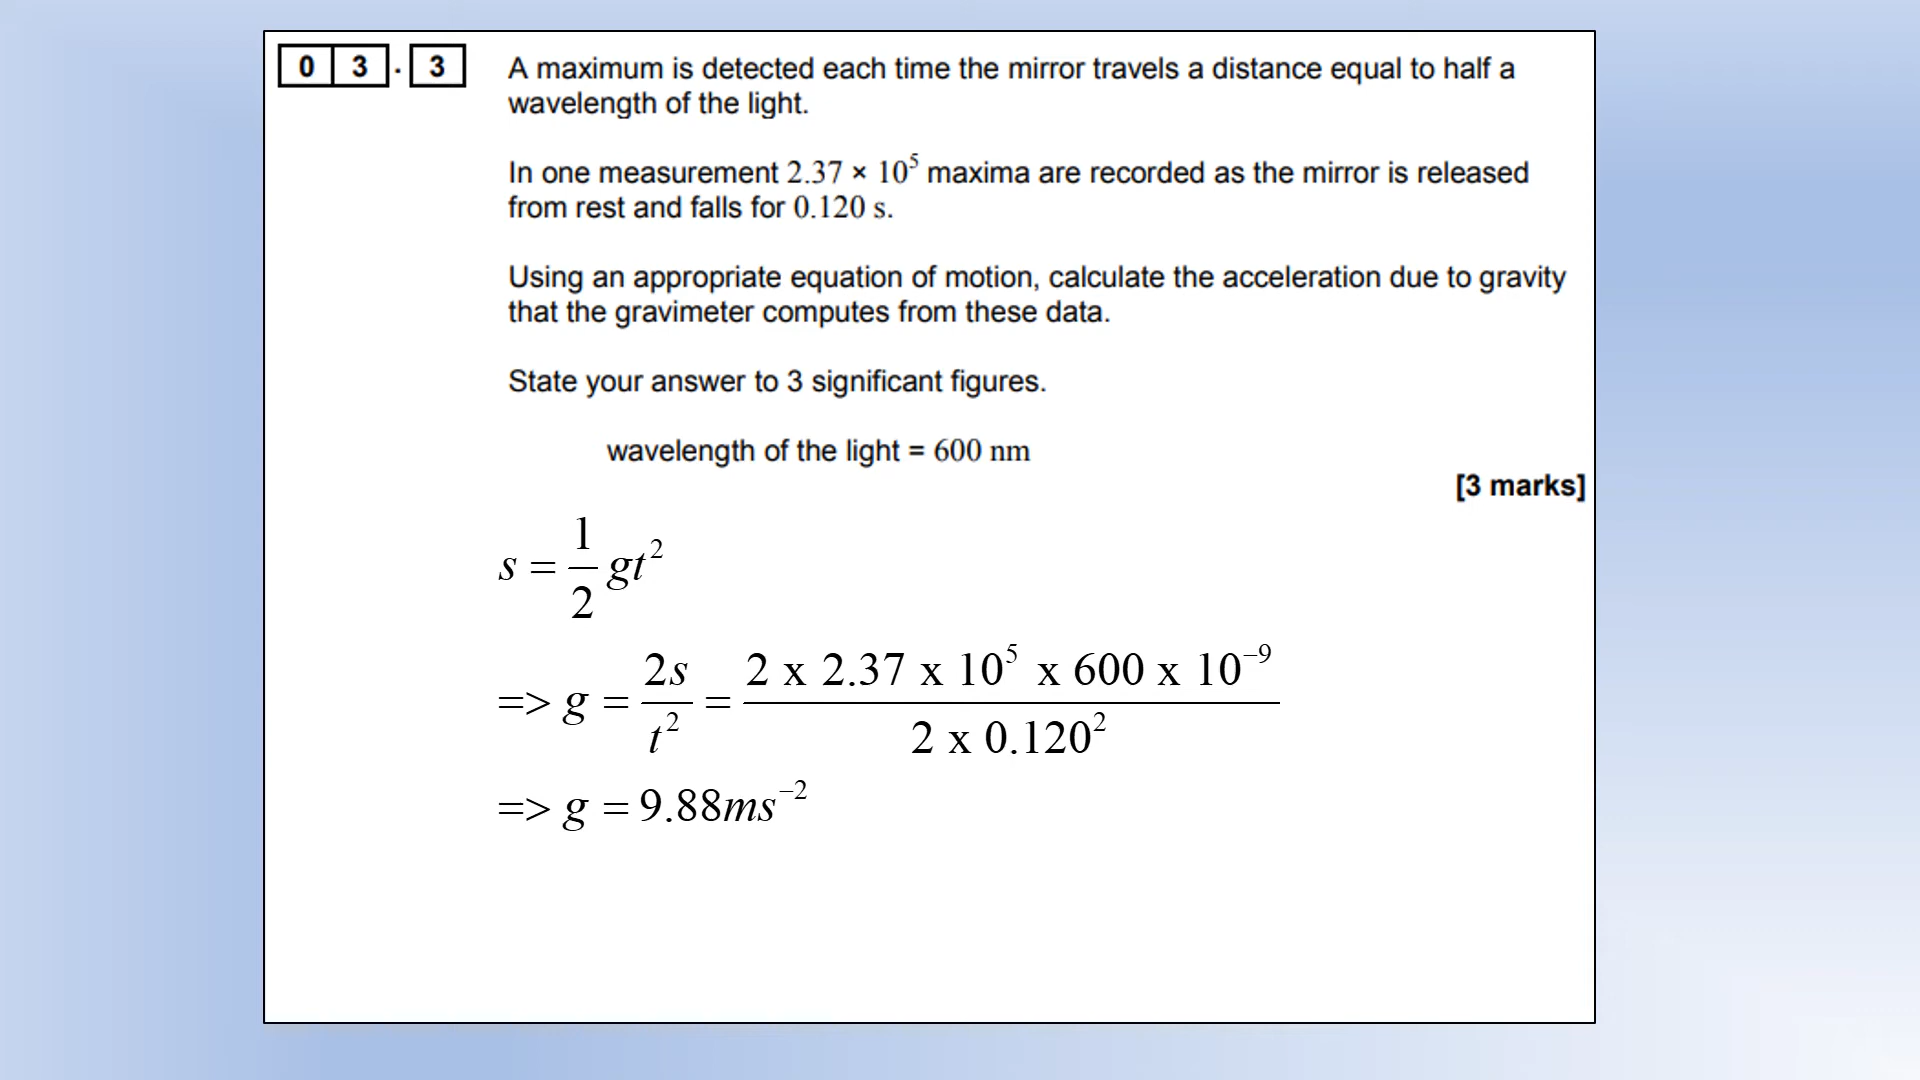 0 3 . 3
A maximum is detected each time the mirror travels a distance equal to half a
wavelength of the light.
In one measurement 2.37 × 10⁵ maxima are recorded as the mirror is released
from rest and falls for 0.120 s.
Using an appropriate equation of motion, calculate the acceleration due to gravity
that the gravimeter computes from these data.
State your answer to 3 significant figures.
wavelength of the light = 600 nm
[3 marks]
s = 1/2 gt²
=> g = 2s/t² = (2 x 2.37 x 10⁵ x 600 x 10⁻⁹)/(2 x 0.120²)
=> g = 9.88ms⁻²